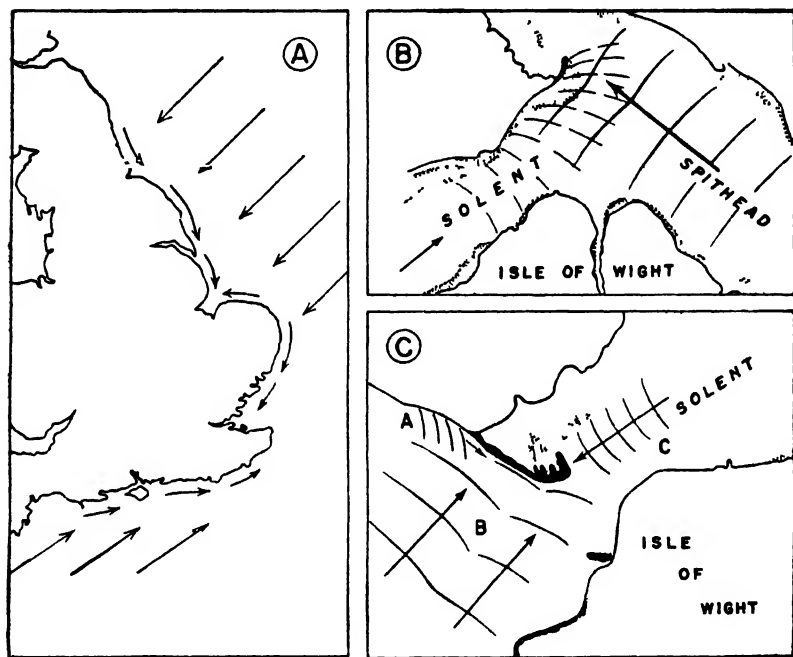 A
B
SOLENT
SPITHEAD
ISLE OF WIGHT
C
A
B
C
SOLENT
ISLE
OF
WIGHT